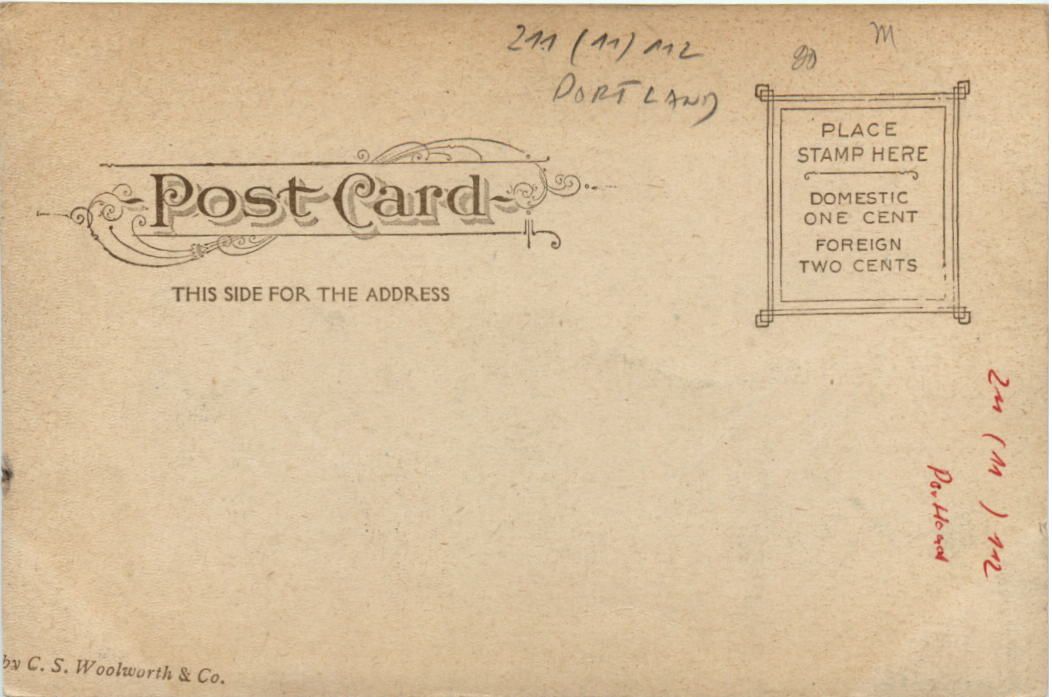 211 (11) 112
PORTLAND
M
POST CARD
THIS SIDE FOR THE ADDRESS
PLACE
STAMP HERE
DOMESTIC
ONE CENT
FOREIGN
TWO CENTS
211 (11) 112
Portland
by C. S. Woolworth & Co.